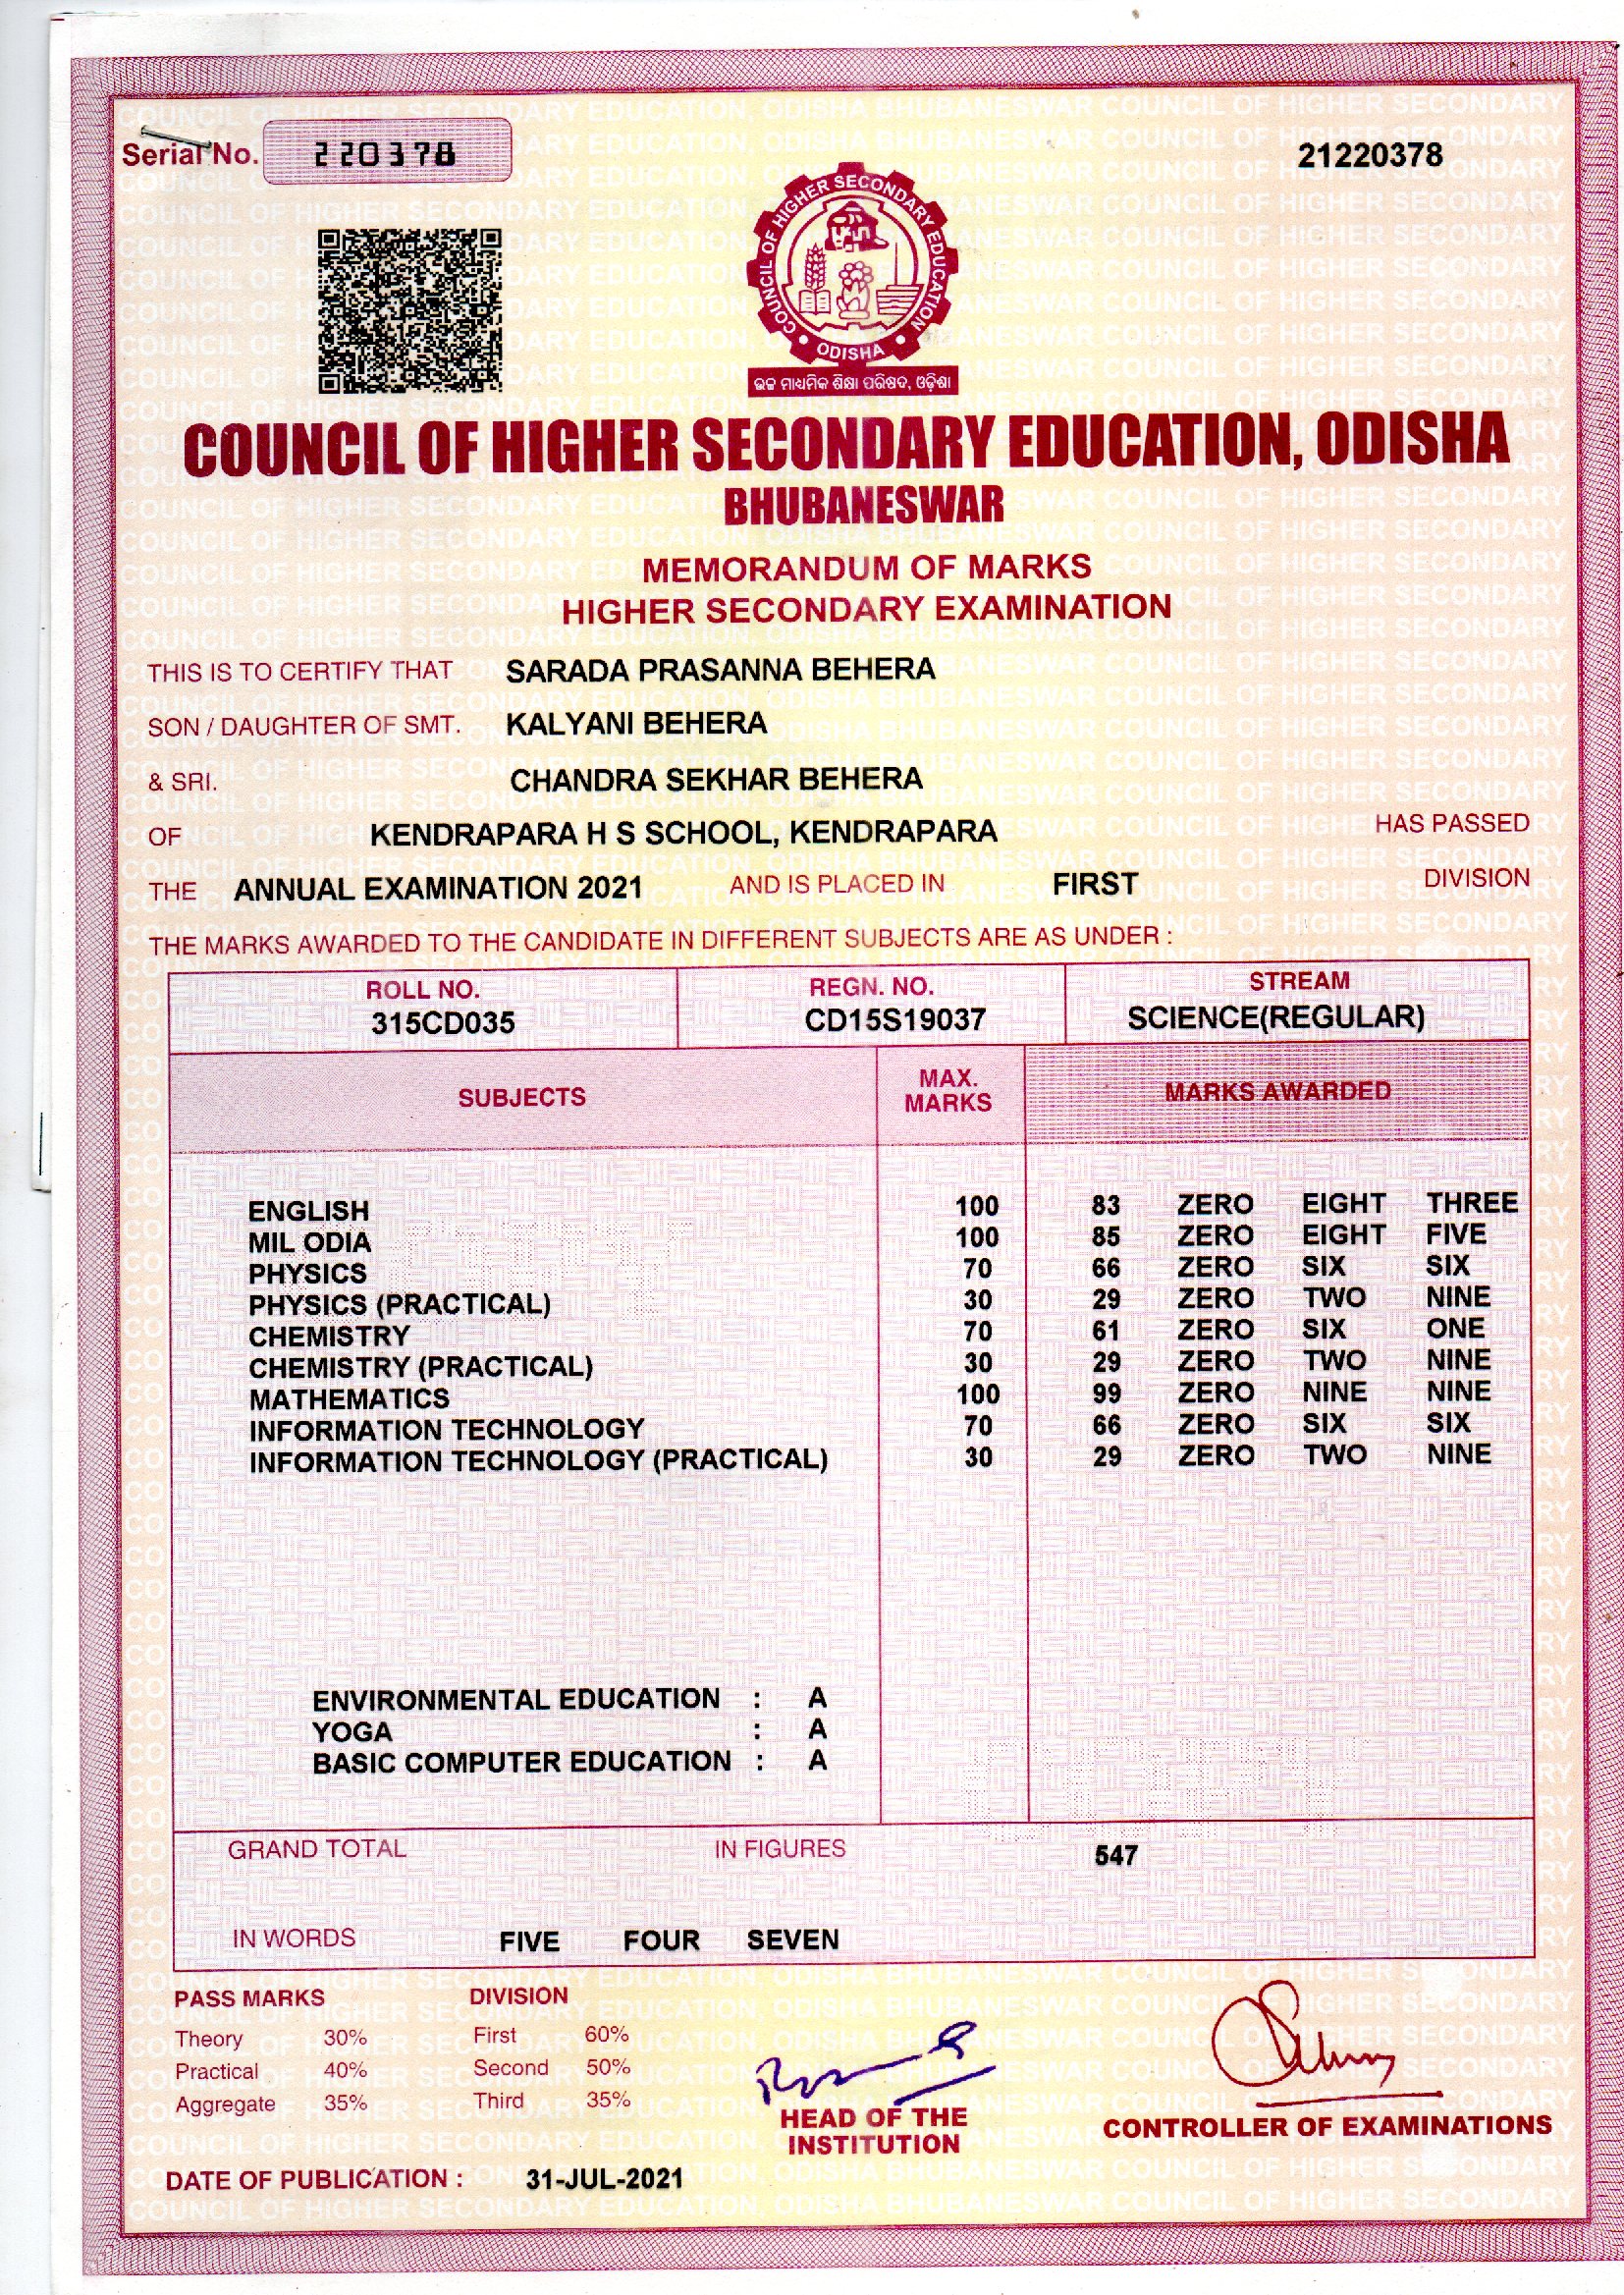 Serial No. 220378
21220378
COUNCIL OF HIGHER SECONDARY EDUCATION
ODISHA
ଉଚ୍ଚ ମାଧ୍ୟମିକ ଶିକ୍ଷା ପରିଷଦ, ଓଡ଼ିଶା
COUNCIL OF HIGHER SECONDARY EDUCATION, ODISHA
BHUBANESWAR
MEMORANDUM OF MARKS
HIGHER SECONDARY EXAMINATION
THIS IS TO CERTIFY THAT SARADA PRASANNA BEHERA
SON / DAUGHTER OF SMT. KALYANI BEHERA
& SRI. CHANDRA SEKHAR BEHERA
OF KENDRAPARA H S SCHOOL, KENDRAPARA HAS PASSED
THE ANNUAL EXAMINATION 2021 AND IS PLACED IN FIRST DIVISION
THE MARKS AWARDED TO THE CANDIDATE IN DIFFERENT SUBJECTS ARE AS UNDER :
ROLL NO. REGN. NO. STREAM
315CD035 CD15S19037 SCIENCE(REGULAR)
SUBJECTS MAX. MARKS MARKS AWARDED
ENGLISH 100 83 ZERO EIGHT THREE
MIL ODIA 100 85 ZERO EIGHT FIVE
PHYSICS 70 66 ZERO SIX SIX
PHYSICS (PRACTICAL) 30 29 ZERO TWO NINE
CHEMISTRY 70 61 ZERO SIX ONE
CHEMISTRY (PRACTICAL) 30 29 ZERO TWO NINE
MATHEMATICS 100 99 ZERO NINE NINE
INFORMATION TECHNOLOGY 70 66 ZERO SIX SIX
INFORMATION TECHNOLOGY (PRACTICAL) 30 29 ZERO TWO NINE
ENVIRONMENTAL EDUCATION : A
YOGA : A
BASIC COMPUTER EDUCATION : A
GRAND TOTAL IN FIGURES 547
IN WORDS FIVE FOUR SEVEN
PASS MARKS DIVISION
Theory 30% First 60%
Practical 40% Second 50%
Aggregate 35% Third 35%
HEAD OF THE
INSTITUTION
CONTROLLER OF EXAMINATIONS
DATE OF PUBLICATION : 31-JUL-2021